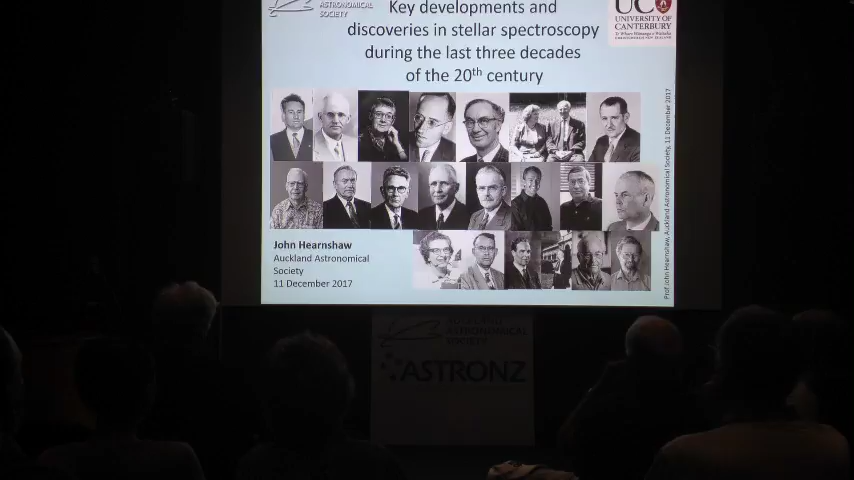 ASTRONOMICAL
SOCIETY
Key developments and
discoveries in stellar spectroscopy
during the last three decades
of the 20th century
UC
UNIVERSITY OF
CANTERBURY
John Hearnshaw
Auckland Astronomical
Society
11 December 2017
Prof John Hearnshaw, Auckland Astronomical Society, 11 December 2017
ASTRONOMICAL
SOCIETY
ASTRONZ